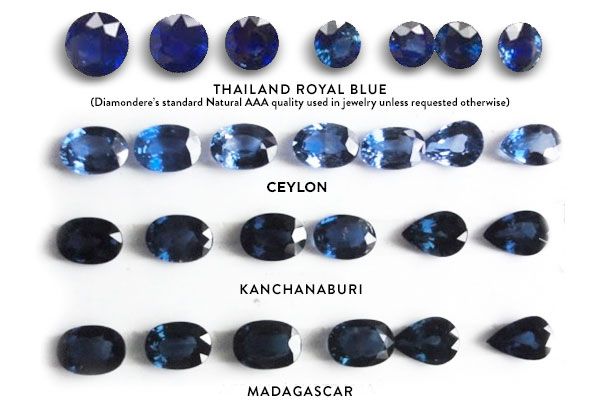 THAILAND ROYAL BLUE
(Diamondere's standard Natural AAA quality used in jewelry unless requested otherwise)
CEYLON
KANCHANABURI
MADAGASCAR